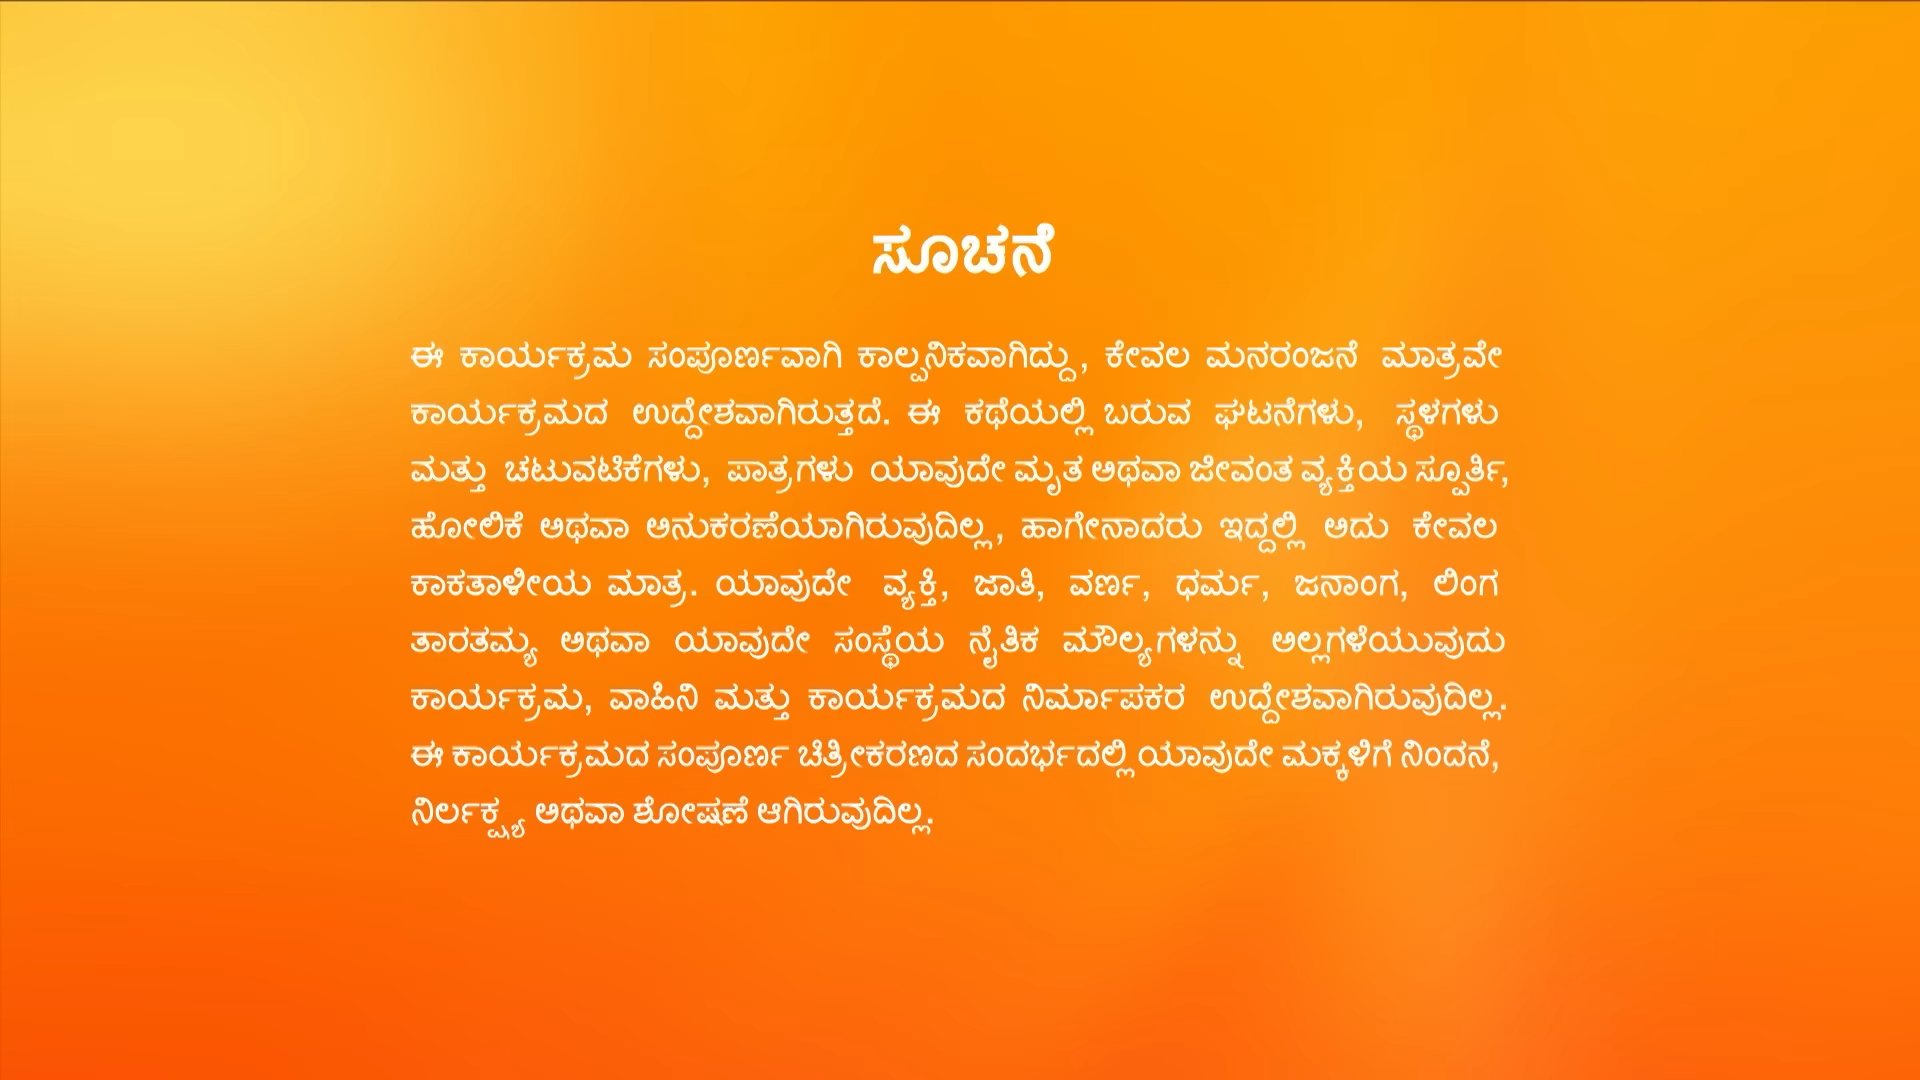 ಸೂಚನೆ
ಈ ಕಾರ್ಯಕ್ರಮ ಸಂಪೂರ್ಣವಾಗಿ ಕಾಲ್ಪನಿಕವಾಗಿದ್ದು, ಕೇವಲ ಮನರಂಜನೆ ಮಾತ್ರವೇ
ಕಾರ್ಯಕ್ರಮದ ಉದ್ದೇಶವಾಗಿರುತ್ತದೆ. ಈ ಕಥೆಯಲ್ಲಿ ಬರುವ ಘಟನೆಗಳು, ಸ್ಥಳಗಳು
ಮತ್ತು ಚಟುವಟಿಕೆಗಳು, ಪಾತ್ರಗಳು ಯಾವುದೇ ಮೃತ ಅಥವಾ ಜೀವಂತ ವ್ಯಕ್ತಿಯ ಸ್ಪೂರ್ತಿ,
ಹೋಲಿಕೆ ಅಥವಾ ಅನುಕರಣೆಯಾಗಿರುವುದಿಲ್ಲ, ಹಾಗೇನಾದರು ಇದ್ದಲ್ಲಿ ಅದು ಕೇವಲ
ಕಾಕತಾಳೀಯ ಮಾತ್ರ. ಯಾವುದೇ ವ್ಯಕ್ತಿ, ಜಾತಿ, ವರ್ಣ, ಧರ್ಮ, ಜನಾಂಗ, ಲಿಂಗ
ತಾರತಮ್ಯ ಅಥವಾ ಯಾವುದೇ ಸಂಸ್ಥೆಯ ನೈತಿಕ ಮೌಲ್ಯಗಳನ್ನು ಅಲ್ಲಗಳೆಯುವುದು
ಕಾರ್ಯಕ್ರಮ, ವಾಹಿನಿ ಮತ್ತು ಕಾರ್ಯಕ್ರಮದ ನಿರ್ಮಾಪಕರ ಉದ್ದೇಶವಾಗಿರುವುದಿಲ್ಲ.
ಈ ಕಾರ್ಯಕ್ರಮದ ಸಂಪೂರ್ಣ ಚಿತ್ರೀಕರಣದ ಸಂದರ್ಭದಲ್ಲಿ ಯಾವುದೇ ಮಕ್ಕಳಿಗೆ ನಿಂದನೆ,
ನಿರ್ಲಕ್ಷ್ಯ ಅಥವಾ ಶೋಷಣೆ ಆಗಿರುವುದಿಲ್ಲ.